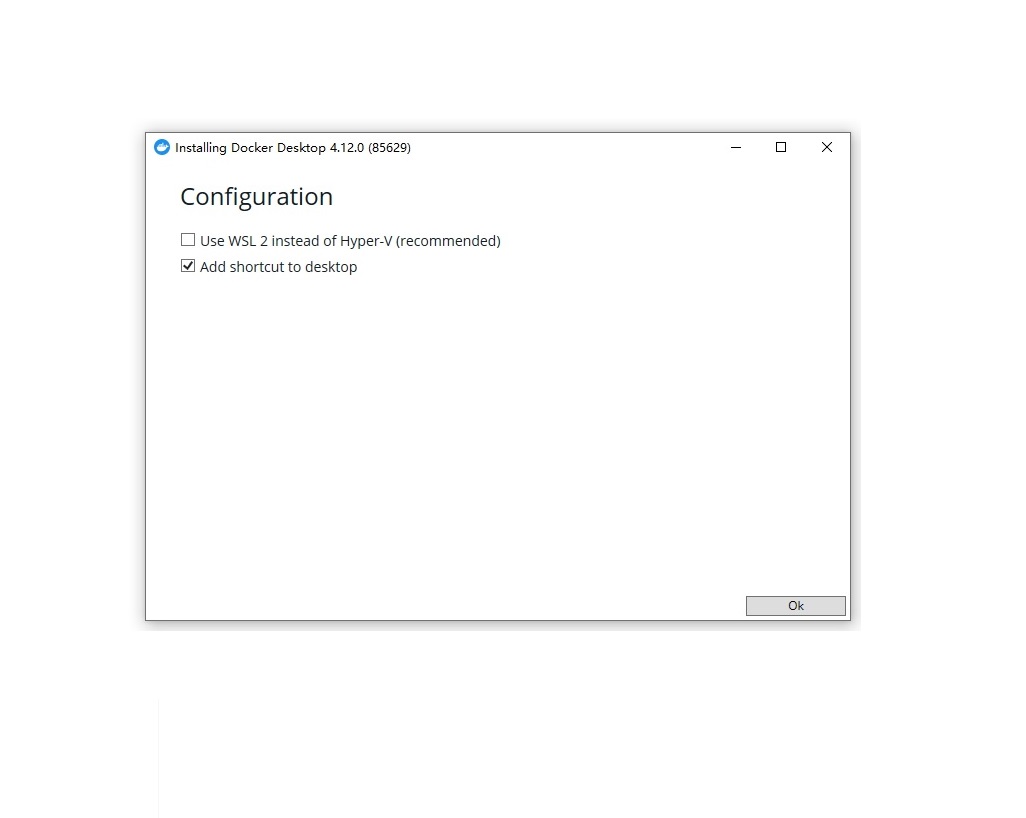 Installing Docker Desktop 4.12.0 (85629)
Configuration
Use WSL 2 instead of Hyper-V (recommended)
Add shortcut to desktop
Ok